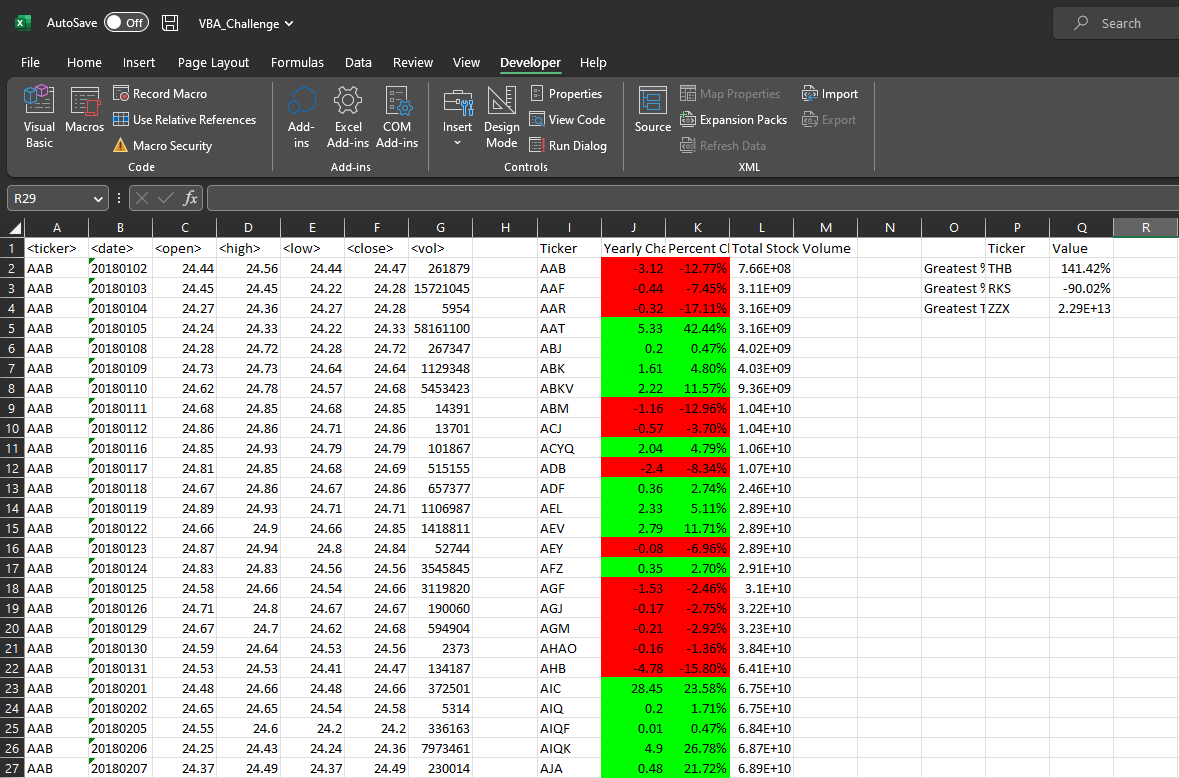 AutoSave Off VBA_Challenge Search
File Home Insert Page Layout Formulas Data Review View Developer Help
Visual Basic Macros Record Macro Use Relative References Macro Security Code
Add-ins Excel Add-ins COM Add-ins Add-ins
Insert Design Mode Properties View Code Run Dialog Controls
Source Map Properties Expansion Packs Refresh Data Import Export XML
R29 fx
A B C D E F G H I J K L M N O P Q R
1 <ticker> <date> <open> <high> <low> <close> <vol> Ticker Yearly Cha Percent Cl Total Stock Volume Ticker Value
2 AAB 20180102 24.44 24.56 24.44 24.47 261879 AAB -3.12 -12.77% 7.66E+08 Greatest % THB 141.42%
3 AAB 20180103 24.45 24.45 24.22 24.28 15721045 AAF -0.44 -7.45% 3.11E+09 Greatest % RKS -90.02%
4 AAB 20180104 24.27 24.36 24.27 24.28 5954 AAR -0.32 -17.11% 3.16E+09 Greatest T ZZX 2.29E+13
5 AAB 20180105 24.24 24.33 24.22 24.33 58161100 AAT 5.33 42.44% 3.16E+09
6 AAB 20180108 24.28 24.72 24.28 24.72 267347 ABJ 0.2 0.47% 4.02E+09
7 AAB 20180109 24.73 24.73 24.64 24.64 1129348 ABK 1.61 4.80% 4.03E+09
8 AAB 20180110 24.62 24.78 24.57 24.68 5453423 ABKV 2.22 11.57% 9.36E+09
9 AAB 20180111 24.68 24.85 24.68 24.85 14391 ABM -1.16 -12.96% 1.04E+10
10 AAB 20180112 24.86 24.86 24.71 24.86 13701 ACJ -0.57 -3.70% 1.04E+10
11 AAB 20180116 24.85 24.93 24.79 24.79 101867 ACYQ 2.04 4.79% 1.06E+10
12 AAB 20180117 24.81 24.85 24.68 24.69 515155 ADB -2.4 -8.34% 1.07E+10
13 AAB 20180118 24.67 24.86 24.67 24.86 657377 ADF 0.36 2.74% 2.46E+10
14 AAB 20180119 24.89 24.93 24.71 24.71 1106987 AEL 2.33 5.11% 2.89E+10
15 AAB 20180122 24.66 24.9 24.66 24.85 1418811 AEV 2.79 11.71% 2.89E+10
16 AAB 20180123 24.87 24.94 24.8 24.84 52744 AEY -0.08 -6.96% 2.89E+10
17 AAB 20180124 24.83 24.83 24.56 24.56 3545845 AFZ 0.35 2.70% 2.91E+10
18 AAB 20180125 24.58 24.66 24.54 24.66 3119820 AGF -1.53 -2.46% 3.1E+10
19 AAB 20180126 24.71 24.8 24.67 24.67 190060 AGJ -0.17 -2.75% 3.22E+10
20 AAB 20180129 24.67 24.7 24.62 24.68 594904 AGM -0.21 -2.92% 3.23E+10
21 AAB 20180130 24.59 24.64 24.53 24.56 2373 AHAO -0.16 -1.36% 3.84E+10
22 AAB 20180131 24.53 24.53 24.41 24.47 134187 AHB -4.78 -15.80% 6.41E+10
23 AAB 20180201 24.48 24.66 24.48 24.66 372501 AIC 28.45 23.58% 6.75E+10
24 AAB 20180202 24.65 24.65 24.54 24.58 5314 AIQ 0.2 1.71% 6.75E+10
25 AAB 20180205 24.55 24.6 24.2 24.2 336163 AIQF 0.01 0.47% 6.84E+10
26 AAB 20180206 24.25 24.43 24.24 24.36 7973461 AIQK 4.9 26.78% 6.87E+10
27 AAB 20180207 24.37 24.49 24.37 24.49 230014 AJA 0.48 21.72% 6.89E+10